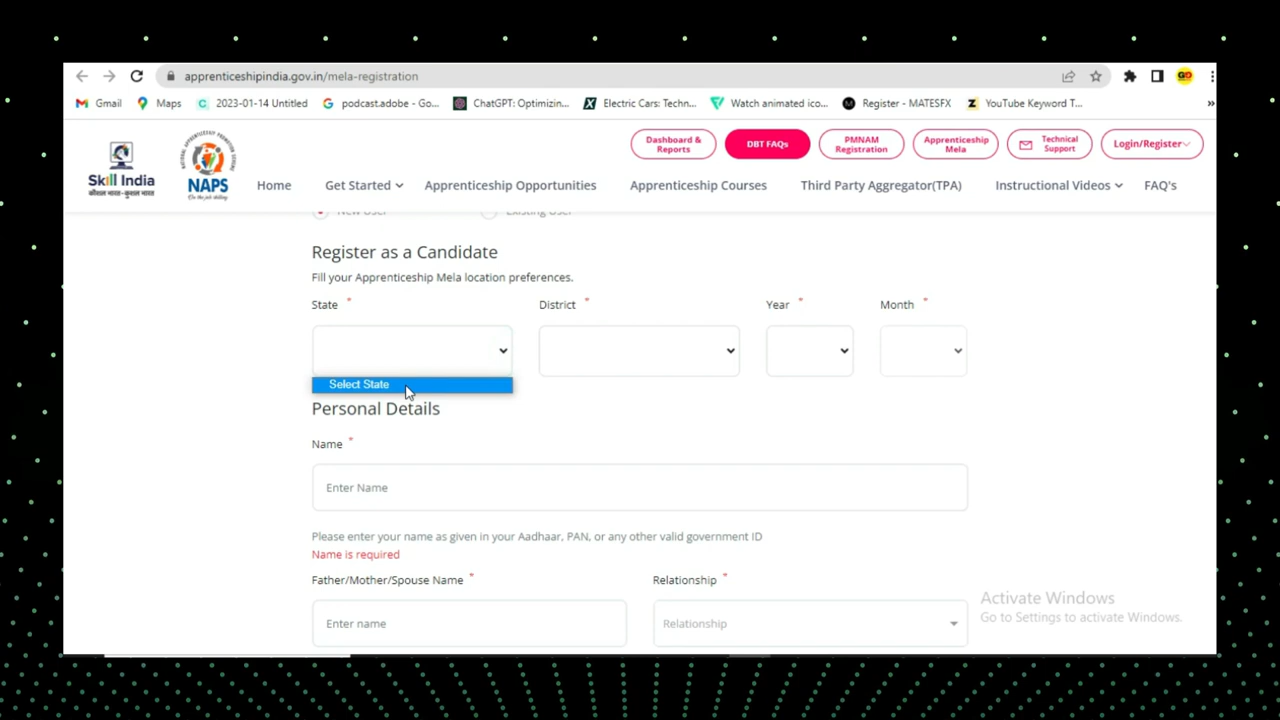 apprenticeshipindia.gov.in/mela-registration
Gmail
Maps
2023-01-14 Untitled
podcast.adobe - Go...
ChatGPT: Optimizin...
Electric Cars: Techn...
Watch animated ico...
Register - MATESFX
YouTube Keyword T...
»
Skill India
कौशल भारत-कुशल भारत
NAPS
Dashboard &
Reports
DBT FAQs
PMNAM
Registration
Apprenticeship
Mela
Technical
Support
Login/Register
Home
Get Started
Apprenticeship Opportunities
Apprenticeship Courses
Third Party Aggregator(TPA)
Instructional Videos
FAQ's
New User
Existing User
Register as a Candidate
Fill your Apprenticeship Mela location preferences.
State *
District *
Year *
Month *
Select State
Personal Details
Name *
Enter Name
Please enter your name as given in your Aadhaar, PAN, or any other valid government ID
Name is required
Father/Mother/Spouse Name *
Relationship *
Enter name
Relationship
Activate Windows
Go to Settings to activate Windows.